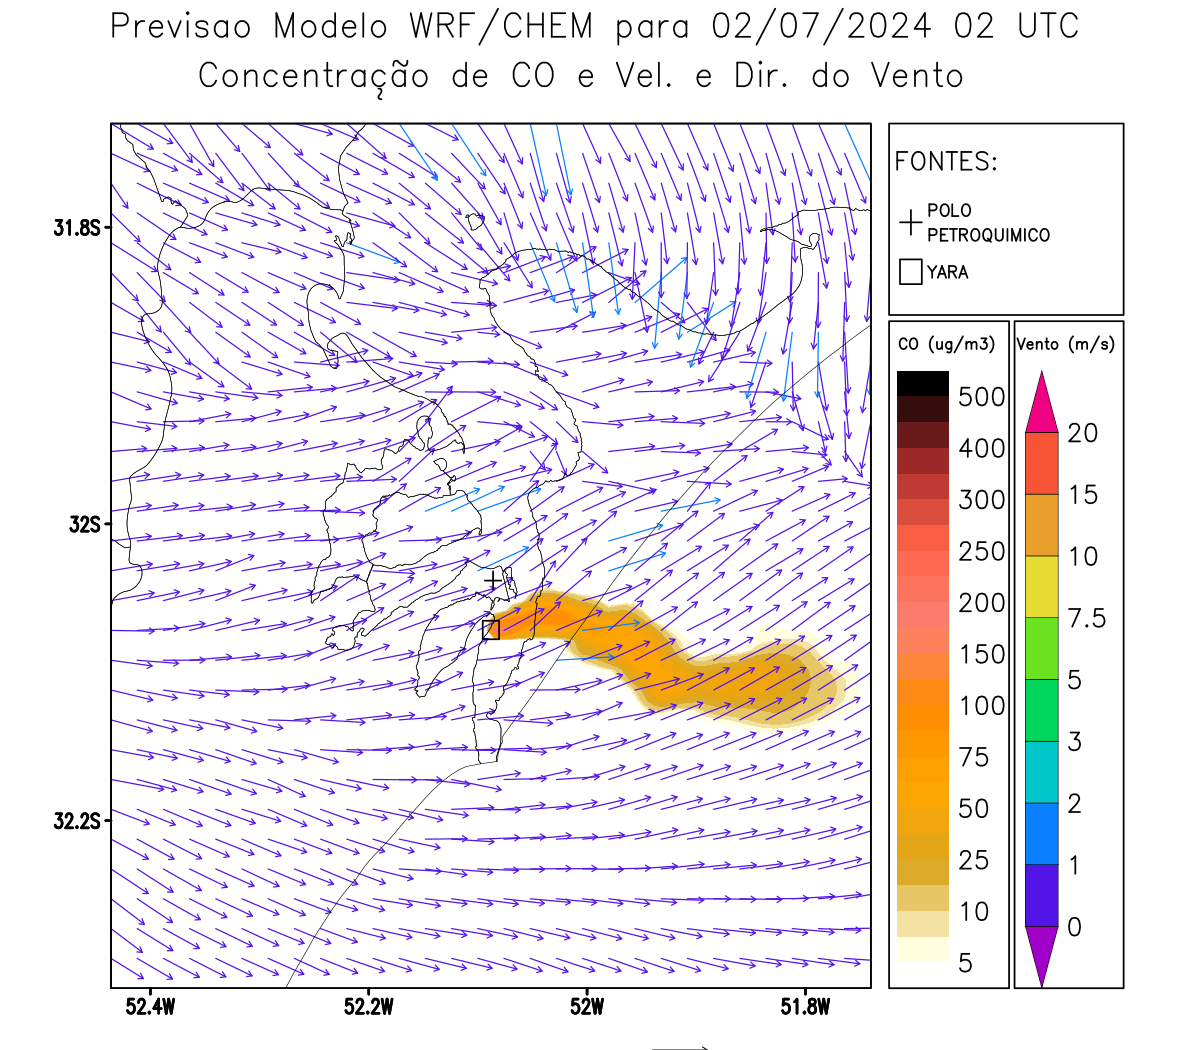 Previsao Modelo WRF/CHEM para 02/07/2024 02 UTC
Concentração de CO e Vel. e Dir. do Vento
FONTES:
POLO
PETROQUIMICO
YARA
CO (ug/m3)
500
400
300
250
200
150
100
75
50
25
10
5
Vento (m/s)
20
15
10
7.5
5
3
2
1
0
31.8S
32S
32.2S
52.4W 52.2W 52W 51.8W